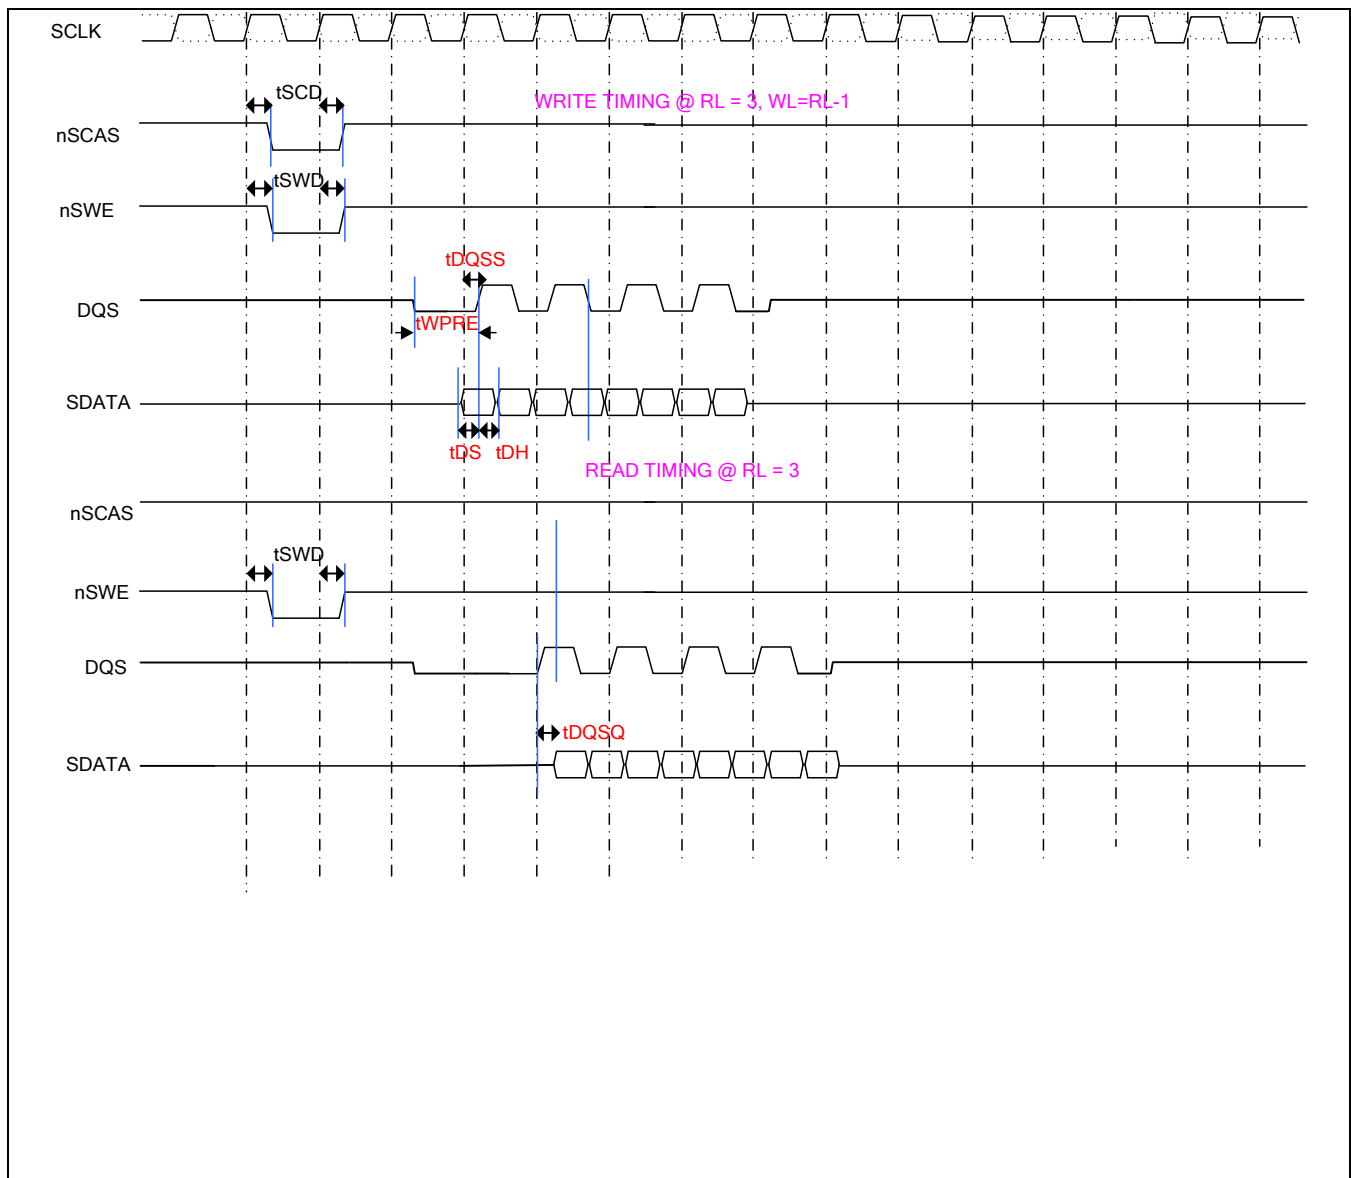 SCLK
tSCD
WRITE TIMING @ RL = 3, WL=RL-1
nSCAS
tSWD
nSWE
tDQSS
DQS
tWPRE
SDATA
tDS tDH
READ TIMING @ RL = 3
nSCAS
tSWD
nSWE
DQS
tDQSQ
SDATA